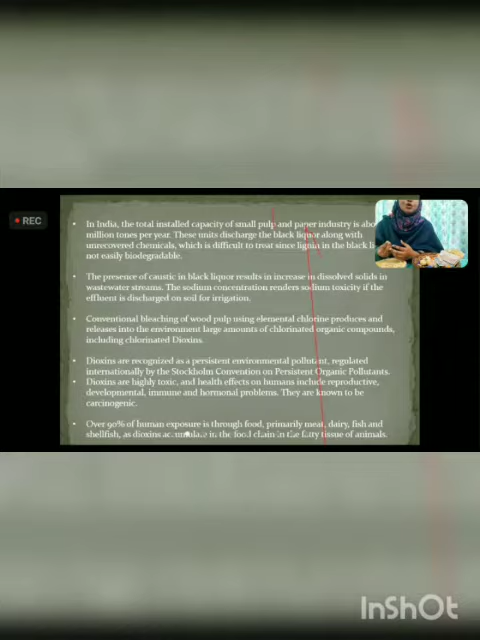 REC
• In India, the total installed capacity of small pulp and paper industry is
million tones per year. These units discharge the black liquor along with
unrecovered chemicals, which is difficult to treat since lignin in the black
not easily biodegradable.
• The presence of caustic in black liquor results in increase in dissolved solids in
wastewater streams. The sodium concentration renders sodium toxicity if the
effluent is discharged on soil for irrigation.
• Conventional bleaching of wood pulp using elemental chlorine produces and
releases into the environment large amounts of chlorinated organic compounds,
including chlorinated Dioxins.
• Dioxins are recognized as a persistent environmental pollutant, regulated
internationally by the Stockholm Convention on Persistent Organic Pollutants.
• Dioxins are highly toxic, and health effects on humans include reproductive,
developmental, immune and hormonal problems. They are known to be
carcinogenic.
• Over 90% of human exposure is through food, primarily meat, dairy, fish and
shellfish, as dioxins accumulate in the food chain in the fatty tissue of animals.
InShOt